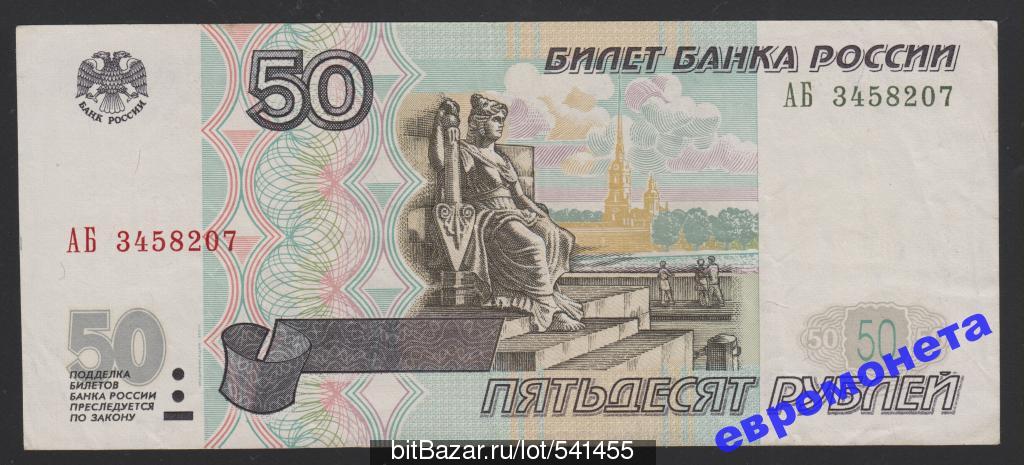 50
БИЛЕТ БАНКА РОССИИ
АБ 3458207
БАНК РОССИИ
АБ 3458207
50
50
50
ПОДДЕЛКА
БИЛЕТОВ
БАНКА РОССИИ
ПРЕСЛЕДУЕТСЯ
ПО ЗАКОНУ
ПЯТЬДЕСЯТ РУБЛЕЙ
евромонета
bitBazar.ru/lot/541455